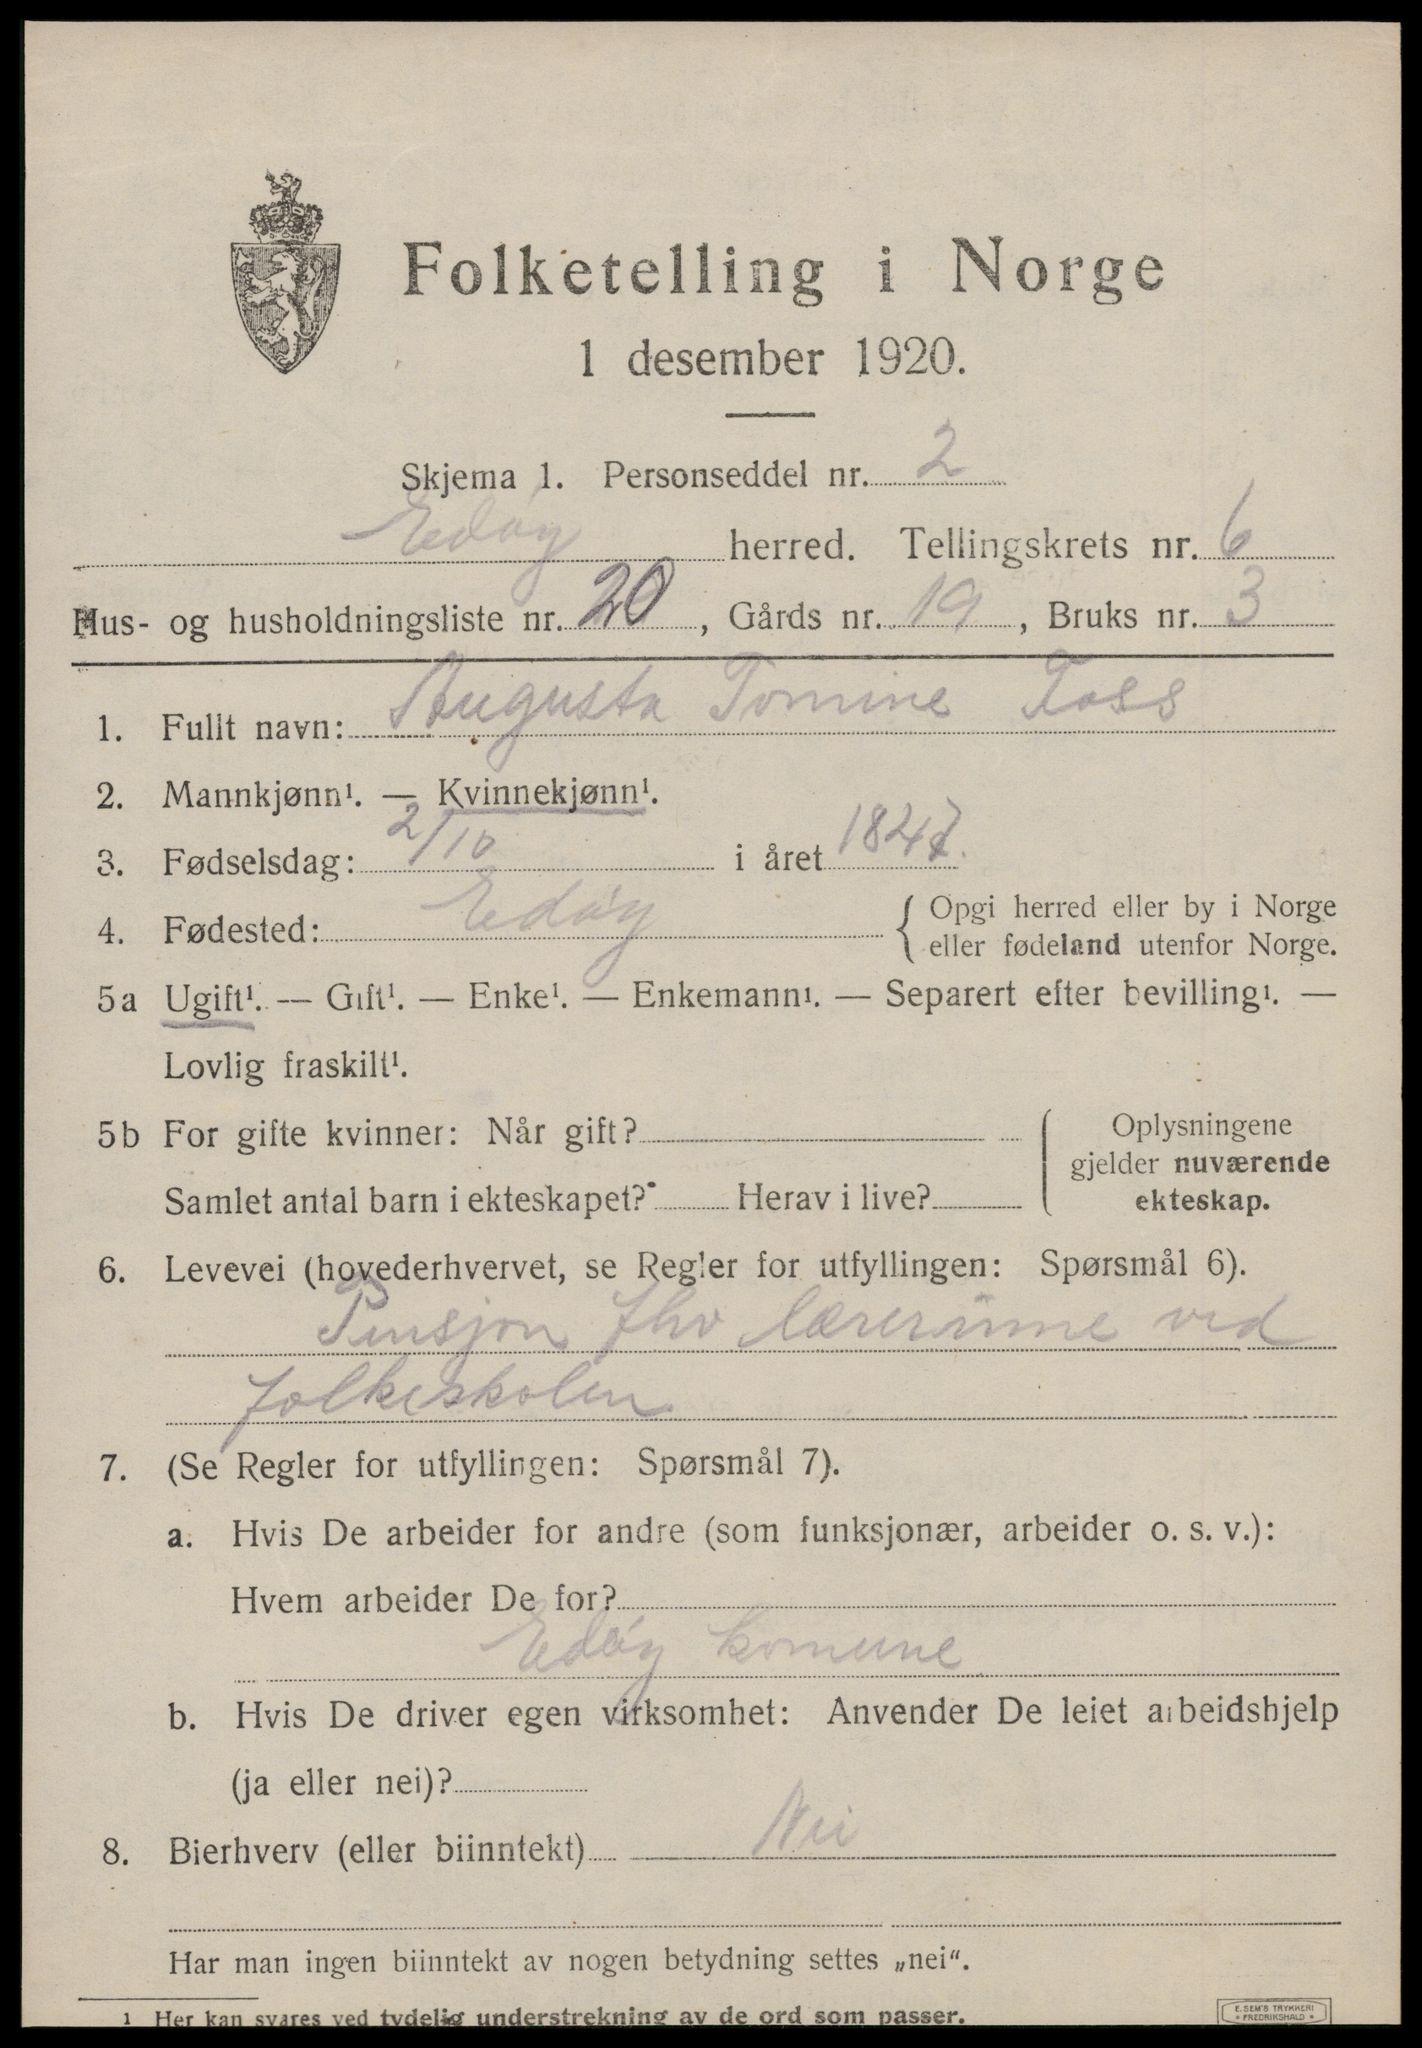 Folketelling i Norge
1 desember 1920.
Skjema 1. Personseddel nr. 2
Edøy herred. Tellingskrets nr. 6
Hus- og husholdningsliste nr. 20, Gårds nr. 19, Bruks nr. 3
1. Fullt navn: Augusta Tomine Foss
2. Mannkjønn¹. — Kvinnekjønn¹.
3. Fødselsdag: 2/10 i året 1847.
4. Fødested: Edøy { Opgi herred eller by i Norge
eller fødeland utenfor Norge.
5a Ugift¹. — Gift¹. — Enke¹. — Enkemann¹. — Separert efter bevilling¹. —
Lovlig fraskilt¹.
5b For gifte kvinner: Når gift?
Samlet antal barn i ekteskapet? Herav i live?
Oplysningene
gjelder nuværende
ekteskap.
6. Levevei (hovederhvervet, se Regler for utfyllingen: Spørsmål 6).
Pensjon fhv lærerinne ved
folkeskolen
7. (Se Regler for utfyllingen: Spørsmål 7).
a. Hvis De arbeider for andre (som funksjonær, arbeider o. s. v.):
Hvem arbeider De for?
Edøy komune
b. Hvis De driver egen virksomhet: Anvender De leiet arbeidshjelp
(ja eller nei)?
8. Bierhverv (eller biinntekt) Nei
Har man ingen biinntekt av nogen betydning settes „nei“.
¹ Her kan svares ved tydelig understrekning av de ord som passer.
E. SEM'S TRYKKERI
• FREDRIKSHALD •